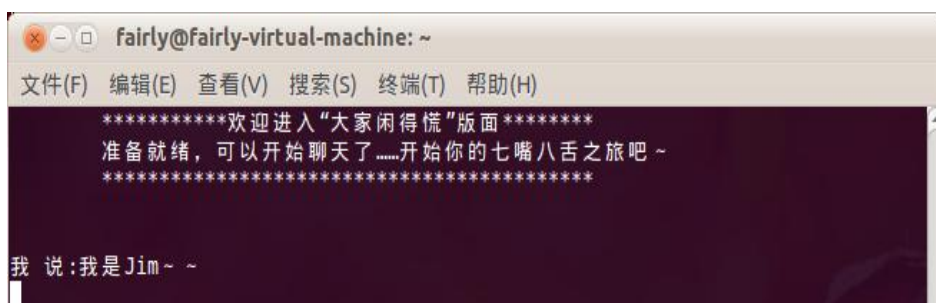 fairly@fairly-virtual-machine: ~
文件(F) 编辑(E) 查看(V) 搜索(S) 终端(T) 帮助(H)
***********欢迎进入“大家闲得慌”版面********
准备就绪，可以开始聊天了……开始你的七嘴八舌之旅吧~
******************************************
我 说:我是Jim~ ~